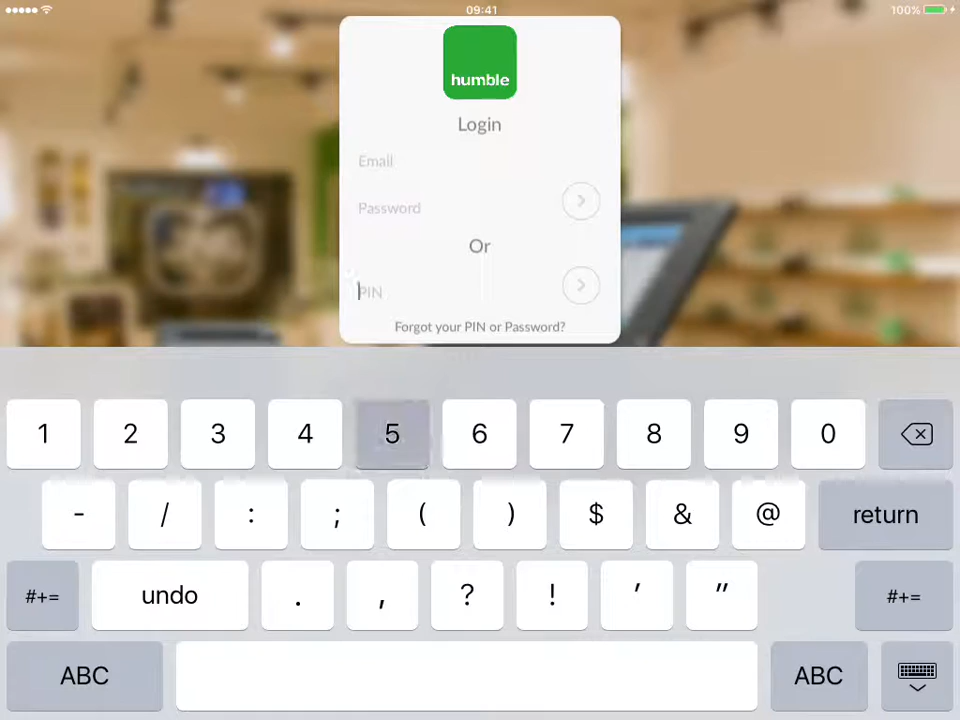 09:41
100%
humble
Login
Email
Password
Or
PIN
Forgot your PIN or Password?
1 2 3 4 5 6 7 8 9 0
- / : ; ( ) $ & @ return
#+= undo . , ? ! ’ ” #+=
ABC ABC